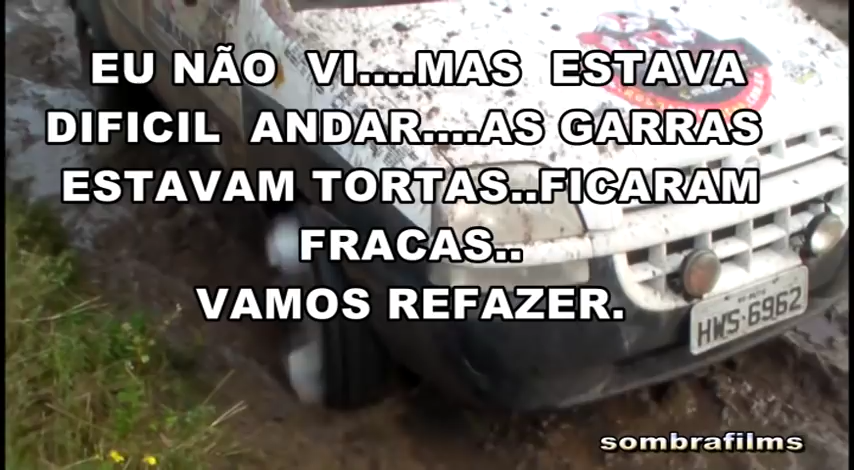 EU NÃO VI....MAS ESTAVA
DIFICIL ANDAR....AS GARRAS
ESTAVAM TORTAS..FICARAM
FRACAS..
VAMOS REFAZER.
HWS-6962
sombrafilms